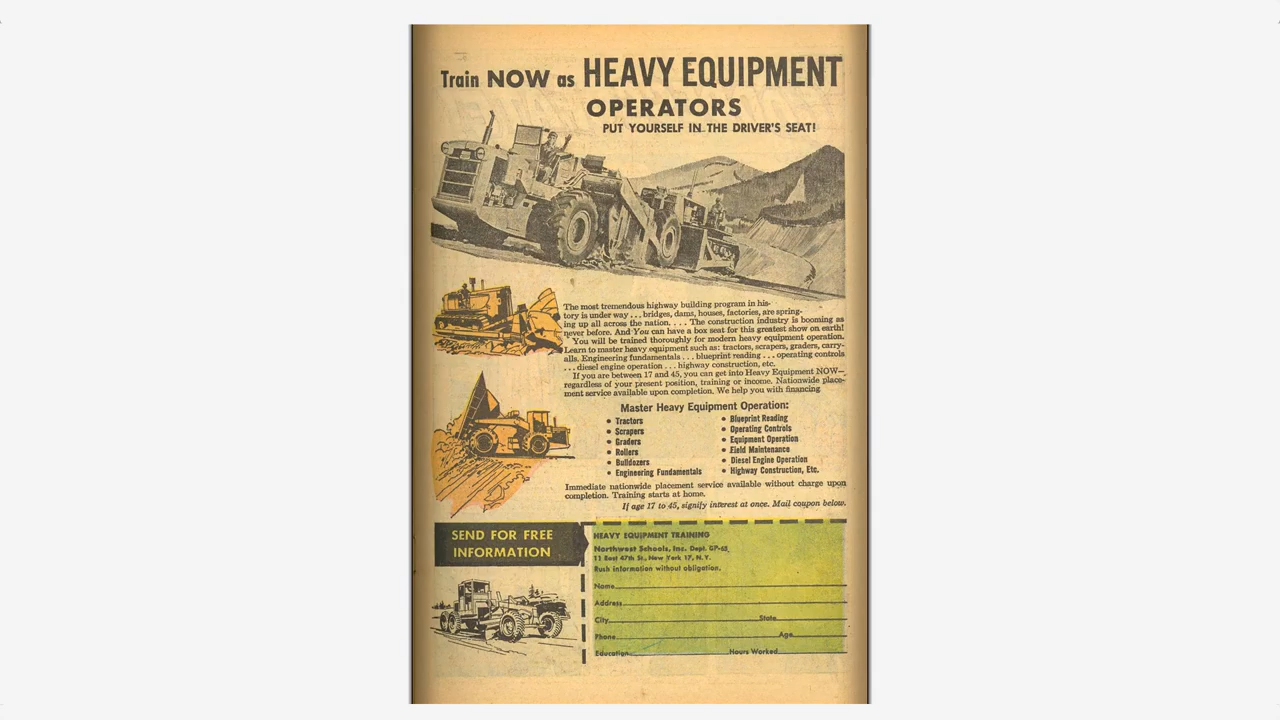 Train NOW as HEAVY EQUIPMENT
OPERATORS
PUT YOURSELF IN THE DRIVER'S SEAT!
The most tremendous highway building program in his-
tory is under way . . . bridges, dams, houses, factories, are spring-
ing up all across the nation. . . . The construction industry is booming as
never before. And You can have a box seat for this greatest show on earth!
You will be trained thoroughly for modern heavy equipment operation.
Learn to master heavy equipment such as: tractors, scrapers, graders, carry-
alls. Engineering fundamentals . . . blueprint reading . . . operating controls
. . . diesel engine operation . . . highway construction, etc.
If you are between 17 and 45, you can get into Heavy Equipment NOW—
regardless of your present position, training or income. Nationwide place-
ment service available upon completion. We help you with financing
Master Heavy Equipment Operation:
• Tractors
• Scrapers
• Graders
• Rollers
• Bulldozers
• Engineering Fundamentals
• Blueprint Reading
• Operating Controls
• Equipment Operation
• Field Maintenance
• Diesel Engine Operation
• Highway Construction, Etc.
Immediate nationwide placement service available without charge upon
completion. Training starts at home.
If age 17 to 45, signify interest at once. Mail coupon below.
SEND FOR FREE
INFORMATION
HEAVY EQUIPMENT TRAINING
Northwest Schools, Inc. Dept. GP-63,
11 East 47th St., New York 17, N. Y.
Rush information without obligation.
Name
Address
City State
Phone Age
Education Hours Worked